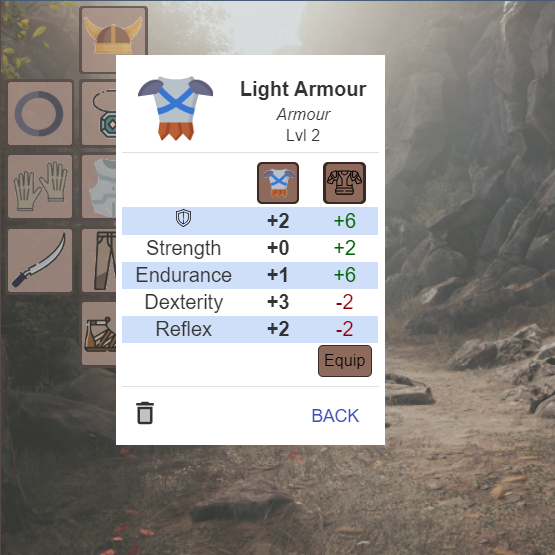 Light Armour
Armour
Lvl 2
+2 +6
Strength +0 +2
Endurance +1 +6
Dexterity +3 -2
Reflex +2 -2
Equip
BACK